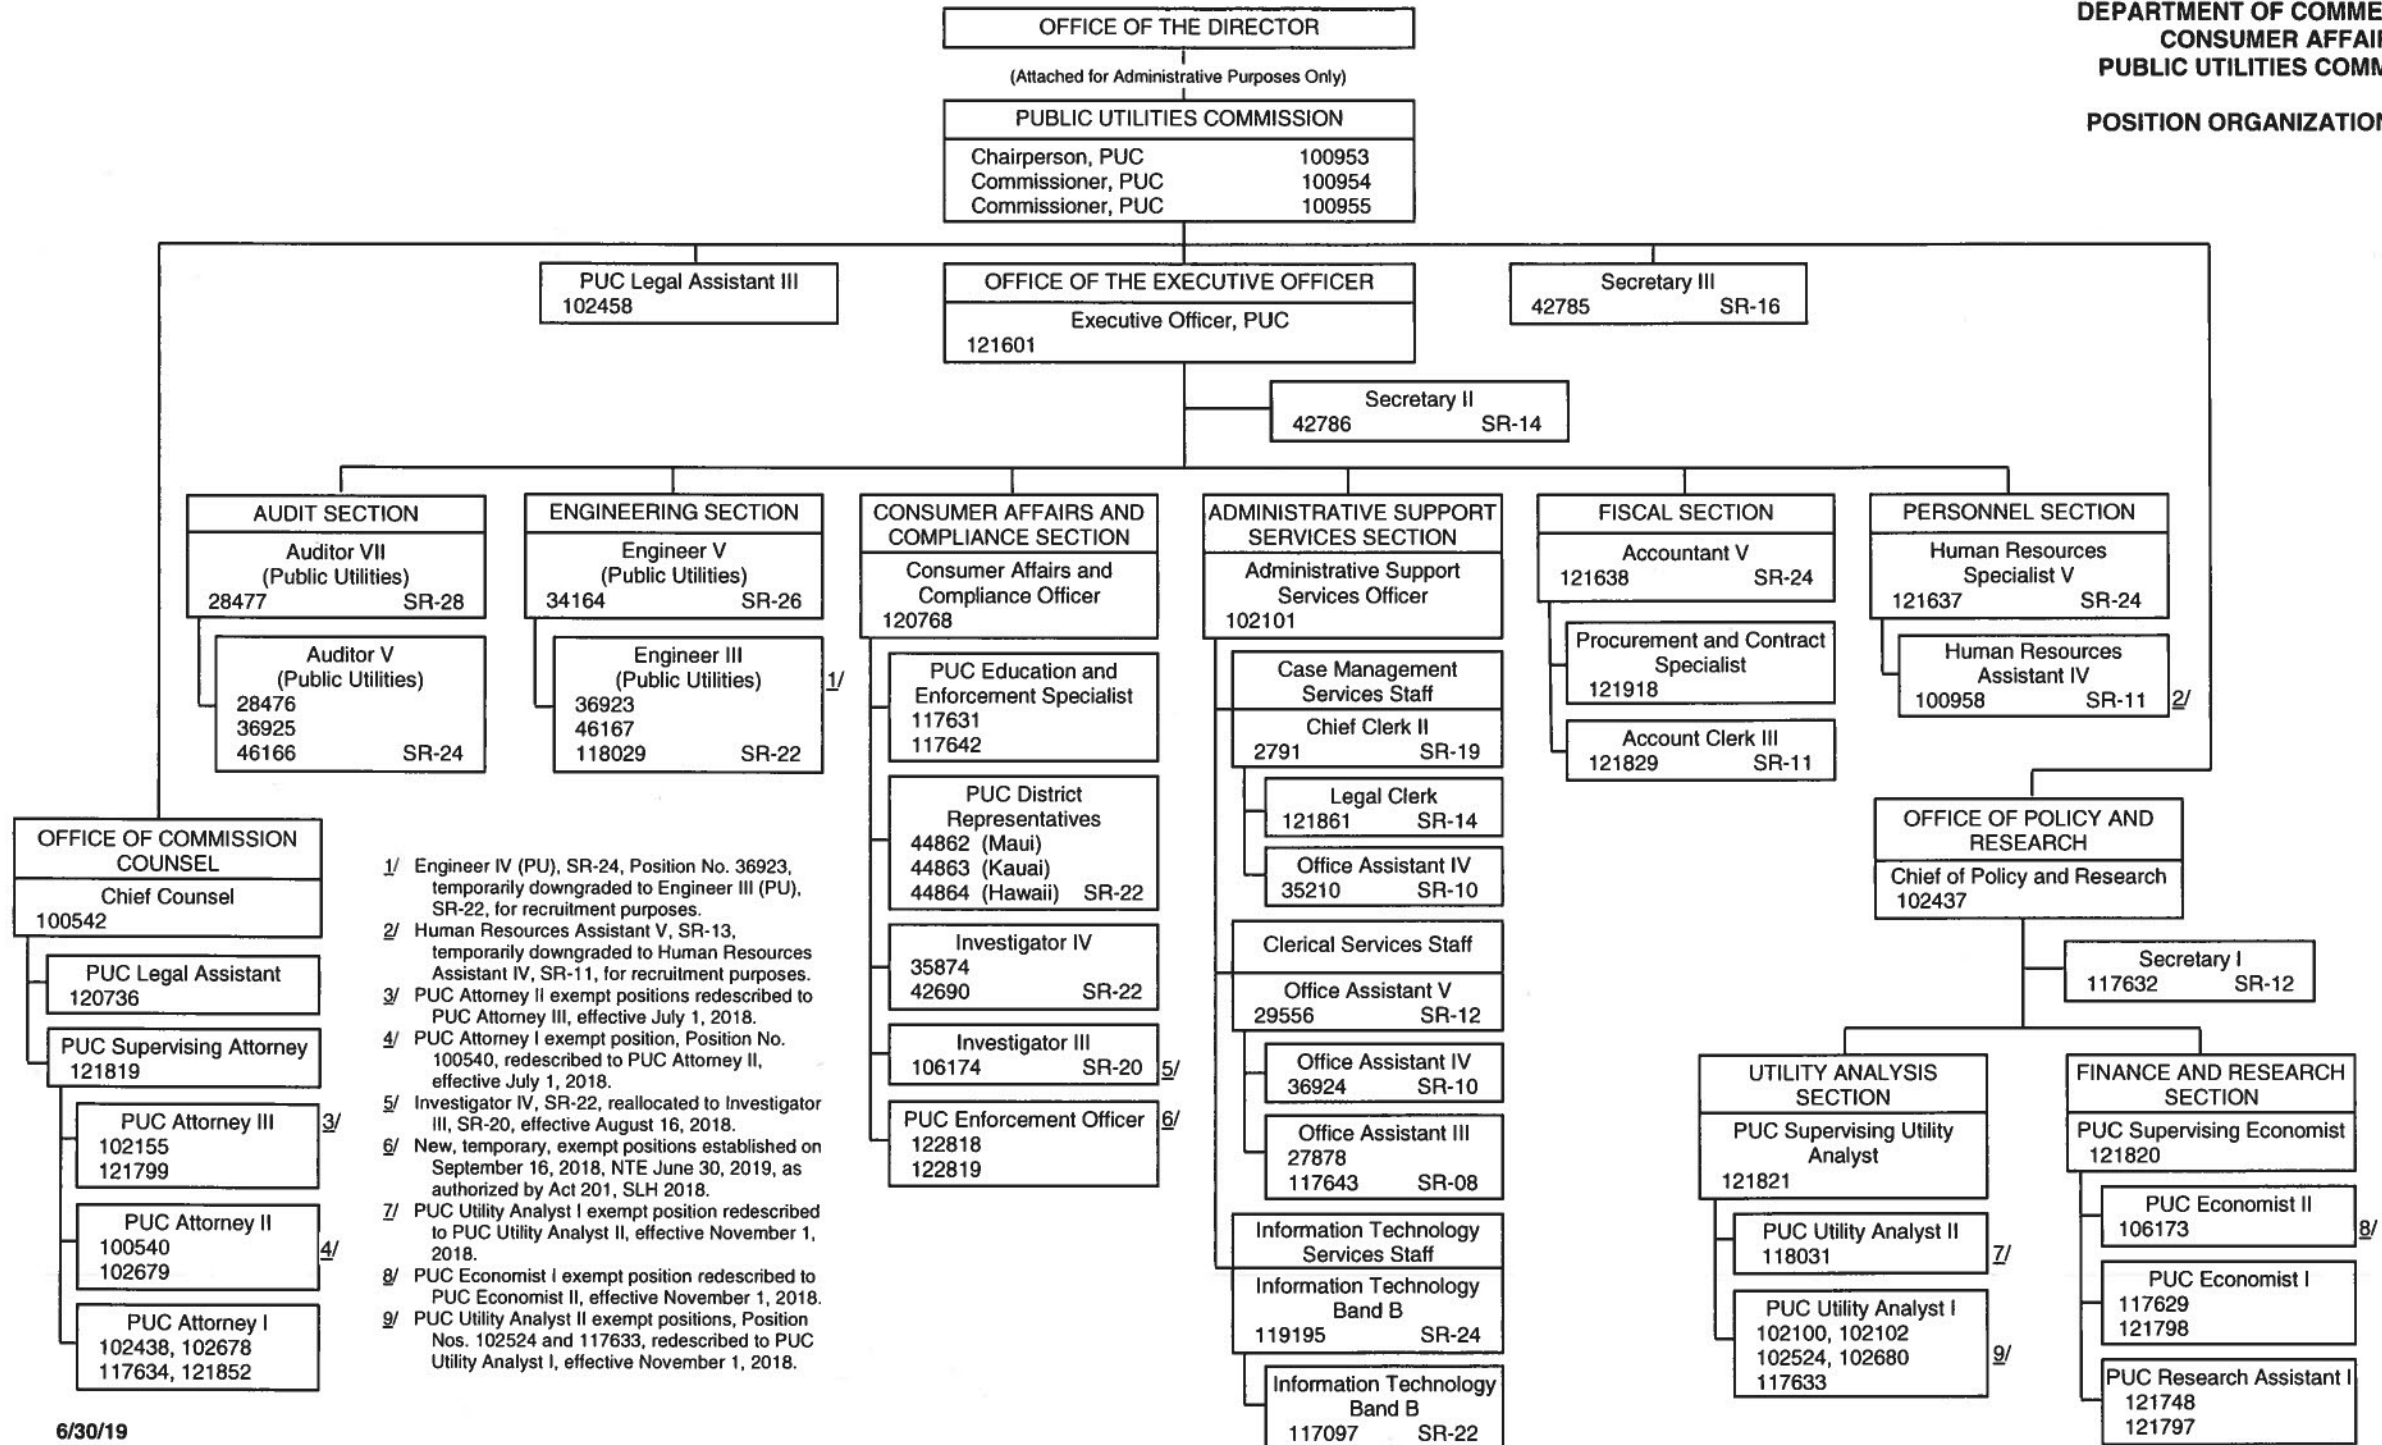 DEPARTMENT OF COMME
CONSUMER AFFAI
PUBLIC UTILITIES COMM
POSITION ORGANIZATION
OFFICE OF THE DIRECTOR
(Attached for Administrative Purposes Only)
PUBLIC UTILITIES COMMISSION
Chairperson, PUC 100953
Commissioner, PUC 100954
Commissioner, PUC 100955
PUC Legal Assistant III
102458
OFFICE OF THE EXECUTIVE OFFICER
Executive Officer, PUC
121601
Secretary III
42785 SR-16
Secretary II
42786 SR-14
AUDIT SECTION
Auditor VII
(Public Utilities)
28477 SR-28
Auditor V
(Public Utilities)
28476
36925
46166 SR-24
ENGINEERING SECTION
Engineer V
(Public Utilities)
34164 SR-26
Engineer III
(Public Utilities) 1/
36923
46167
118029 SR-22
CONSUMER AFFAIRS AND
COMPLIANCE SECTION
Consumer Affairs and
Compliance Officer
120768
PUC Education and
Enforcement Specialist
117631
117642
PUC District
Representatives
44862 (Maui)
44863 (Kauai)
44864 (Hawaii) SR-22
Investigator IV
35874
42690 SR-22
Investigator III
106174 SR-20 5/
PUC Enforcement Officer 6/
122818
122819
ADMINISTRATIVE SUPPORT
SERVICES SECTION
Administrative Support
Services Officer
102101
Case Management
Services Staff
Chief Clerk II
2791 SR-19
Legal Clerk
121861 SR-14
Office Assistant IV
35210 SR-10
Clerical Services Staff
Office Assistant V
29556 SR-12
Office Assistant IV
36924 SR-10
Office Assistant III
27878
117643 SR-08
Information Technology
Services Staff
Information Technology
Band B
119195 SR-24
Information Technology
Band B
117097 SR-22
FISCAL SECTION
Accountant V
121638 SR-24
Procurement and Contract
Specialist
121918
Account Clerk III
121829 SR-11
PERSONNEL SECTION
Human Resources
Specialist V
121637 SR-24
Human Resources
Assistant IV
100958 SR-11 2/
OFFICE OF COMMISSION
COUNSEL
Chief Counsel
100542
PUC Legal Assistant
120736
PUC Supervising Attorney
121819
PUC Attorney III 3/
102155
121799
PUC Attorney II
100540 4/
102679
PUC Attorney I
102438, 102678
117634, 121852
1/ Engineer IV (PU), SR-24, Position No. 36923,
temporarily downgraded to Engineer III (PU),
SR-22, for recruitment purposes.
2/ Human Resources Assistant V, SR-13,
temporarily downgraded to Human Resources
Assistant IV, SR-11, for recruitment purposes.
3/ PUC Attorney II exempt positions redescribed to
PUC Attorney III, effective July 1, 2018.
4/ PUC Attorney I exempt position, Position No.
100540, redescribed to PUC Attorney II,
effective July 1, 2018.
5/ Investigator IV, SR-22, reallocated to Investigator
III, SR-20, effective August 16, 2018.
6/ New, temporary, exempt positions established on
September 16, 2018, NTE June 30, 2019, as
authorized by Act 201, SLH 2018.
7/ PUC Utility Analyst I exempt position redescribed
to PUC Utility Analyst II, effective November 1,
2018.
8/ PUC Economist I exempt position redescribed to
PUC Economist II, effective November 1, 2018.
9/ PUC Utility Analyst II exempt positions, Position
Nos. 102524 and 117633, redescribed to PUC
Utility Analyst I, effective November 1, 2018.
OFFICE OF POLICY AND
RESEARCH
Chief of Policy and Research
102437
Secretary I
117632 SR-12
UTILITY ANALYSIS
SECTION
PUC Supervising Utility
Analyst
121821
PUC Utility Analyst II
118031 7/
PUC Utility Analyst I
102100, 102102
102524, 102680 9/
117633
FINANCE AND RESEARCH
SECTION
PUC Supervising Economist
121820
PUC Economist II
106173 8/
PUC Economist I
117629
121798
PUC Research Assistant I
121748
121797
6/30/19